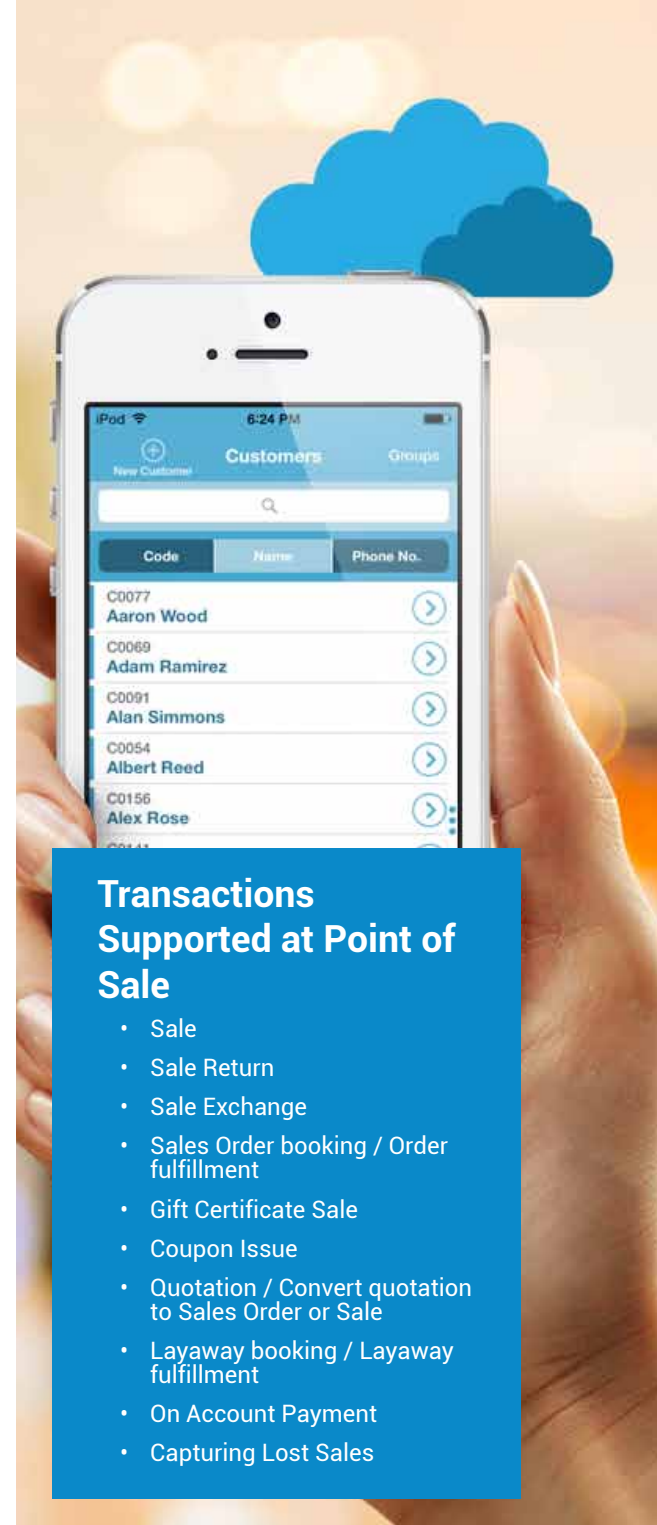 iPod 6:24 PM
New Customer Customers Groups
Code Name Phone No.
C0077
Aaron Wood
C0069
Adam Ramirez
C0091
Alan Simmons
C0054
Albert Reed
C0156
Alex Rose
Transactions
Supported at Point of
Sale
• Sale
• Sale Return
• Sale Exchange
• Sales Order booking / Order
fulfillment
• Gift Certificate Sale
• Coupon Issue
• Quotation / Convert quotation
to Sales Order or Sale
• Layaway booking / Layaway
fulfillment
• On Account Payment
• Capturing Lost Sales